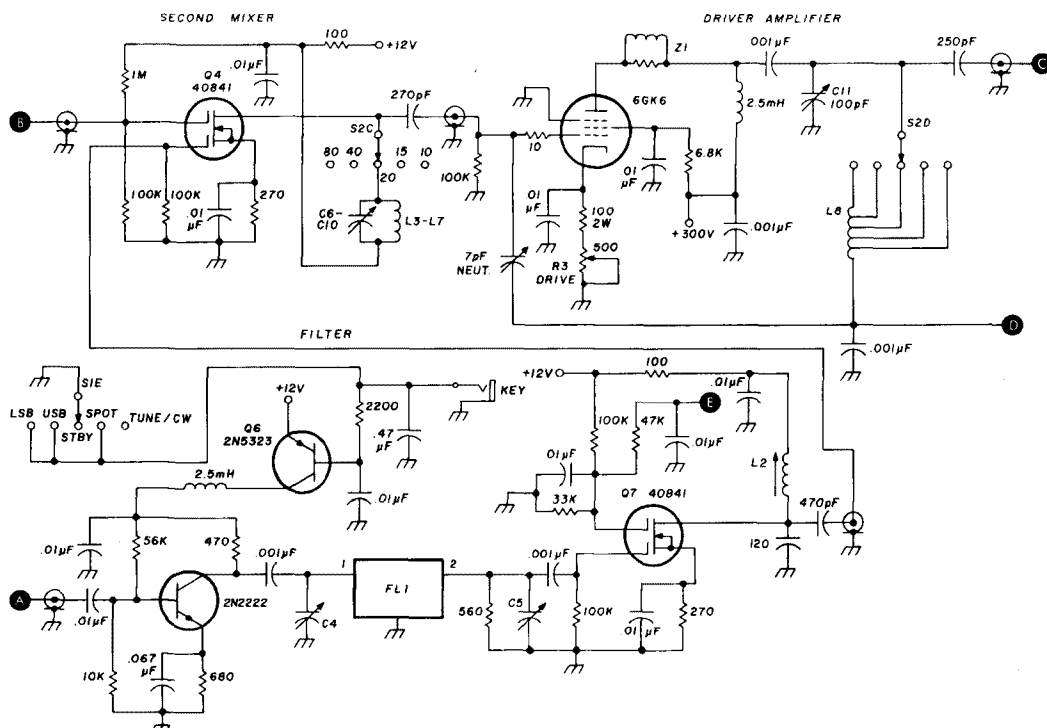 SECOND MIXER
DRIVER AMPLIFIER
100
+12V
.01µF
1M
Q4
40841
270pF
S2C
80 40 15 10
20
B
100K
100K
.01
µF
270
C6-
C10
L3-L7
100K
Z1
6GK6
10
.01
µF
100
2W
500
R3
DRIVE
7pF
NEUT.
.01
µF
6.8K
+300V
2.5mH
.001µF
001µF
C11
100pF
250pF
C
S2D
L8
D
.001µF
FILTER
S1E
LSB USB SPOT TUNE/CW
STBY
+12V
Q6
2N5323
2200
.47
µF
KEY
.01µF
2.5mH
.01µF
56K
470
.001µF
A
.01µF
2N2222
10K
.067
µF
680
C4
1
FL1
2
560
C5
.001µF
100K
.01µF
270
+12V
100
100K
47K
E
.01µF
.01µF
01µF
33K
Q7 40841
L2
470pF
120